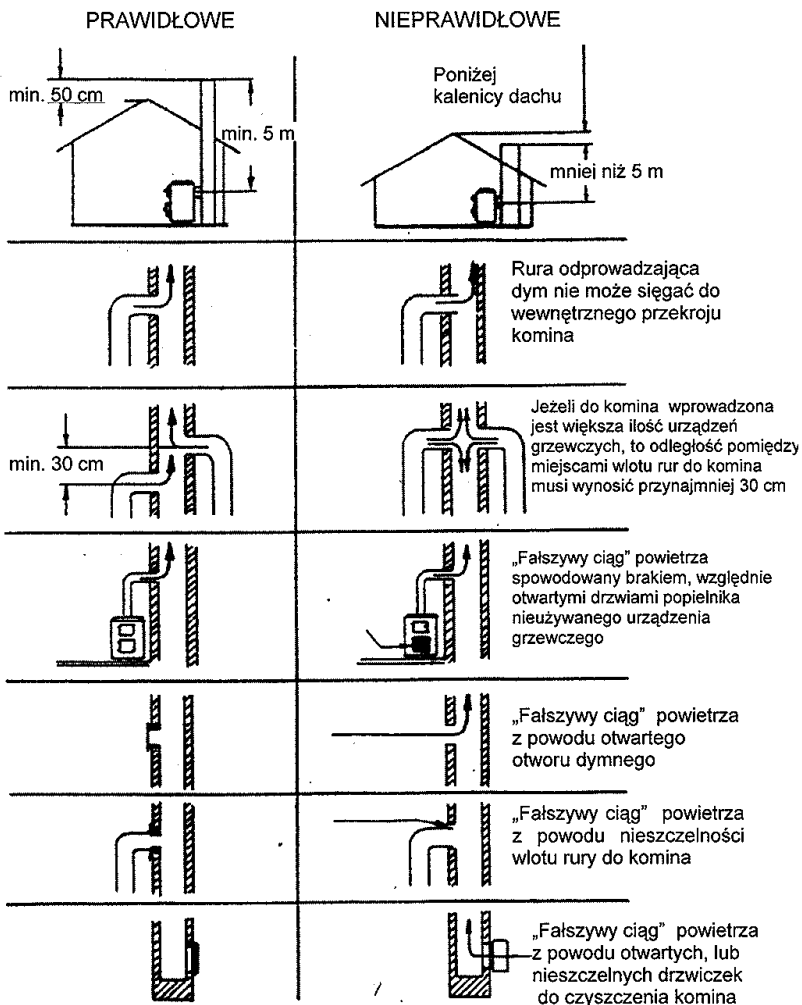 PRAWIDŁOWE
NIEPRAWIDŁOWE
min. 50 cm
min. 5 m
Poniżej
kalenicy dachu
mniej niż 5 m
Rura odprowadzająca
dym nie może sięgać do
wewnętrznego przekroju
komina
min. 30 cm
Jeżeli do komina wprowadzona
jest większa ilość urządzeń
grzewczych, to odległość pomiędzy
miejscami wlotu rur do komina
musi wynosić przynajmniej 30 cm
„Fałszywy ciąg” powietrza
spowodowany brakiem, względnie
otwartymi drzwiami popielnika
nieużywanego urządzenia
grzewczego
„Fałszywy ciąg” powietrza
z powodu otwartego
otworu dymnego
„Fałszywy ciąg” powietrza
z powodu nieszczelności
wlotu rury do komina
„Fałszywy ciąg” powietrza
z powodu otwartych, lub
nieszczelnych drzwiczek
do czyszczenia komina